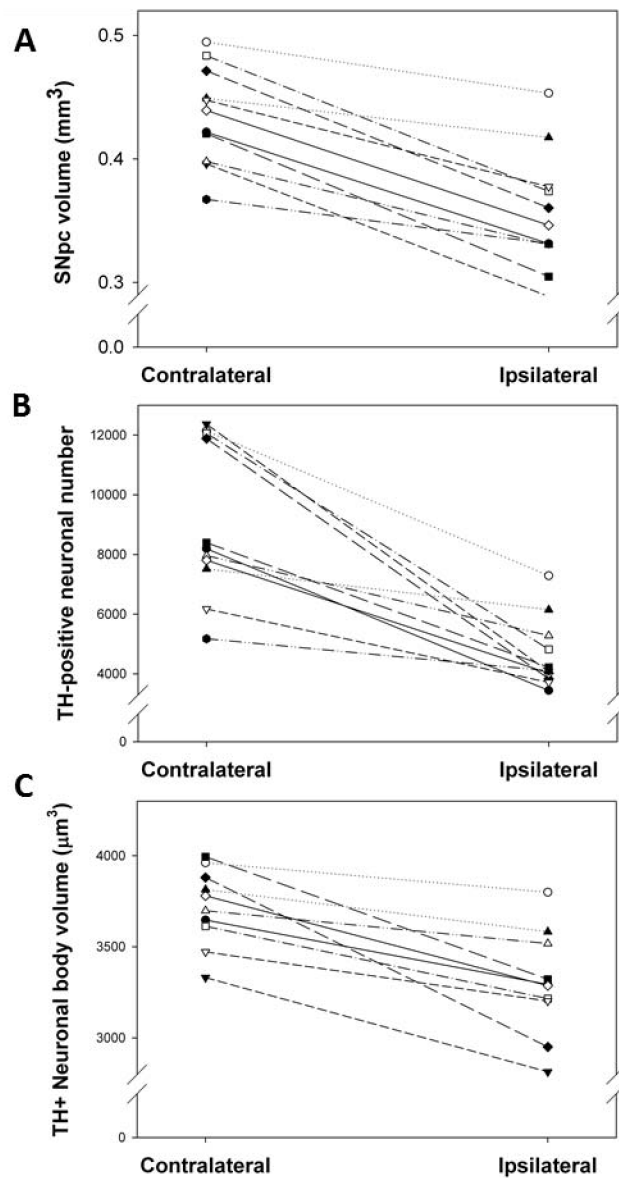 A
SNpc volume (mm³)
0.5
0.4
0.3
0.0
Contralateral Ipsilateral
B
TH-positive neuronal number
12000
10000
8000
6000
4000
0
Contralateral Ipsilateral
C
TH+ Neuronal body volume (μm³)
4000
3500
3000
0
Contralateral Ipsilateral